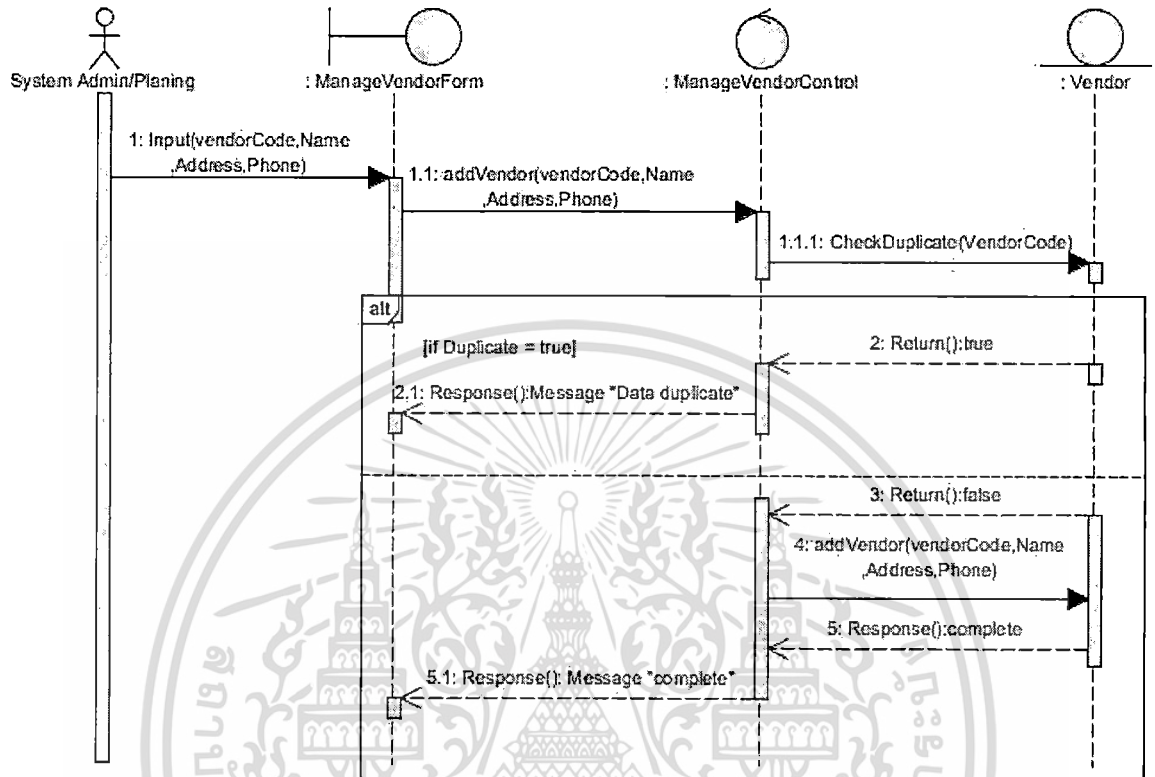 System Admin/Planing
: ManageVendorForm
: ManageVendorControl
: Vendor
1: Input(vendorCode,Name
,Address,Phone)
1.1: addVendor(vendorCode,Name
,Address,Phone)
1.1.1: CheckDuplicate(VendorCode)
alt
[if Duplicate = true]
2: Return():true
2.1: Response():Message "Data duplicate"
3: Return():false
4: addVendor(vendorCode,Name
,Address,Phone)
5: Response():complete
5.1: Response(): Message "complete"